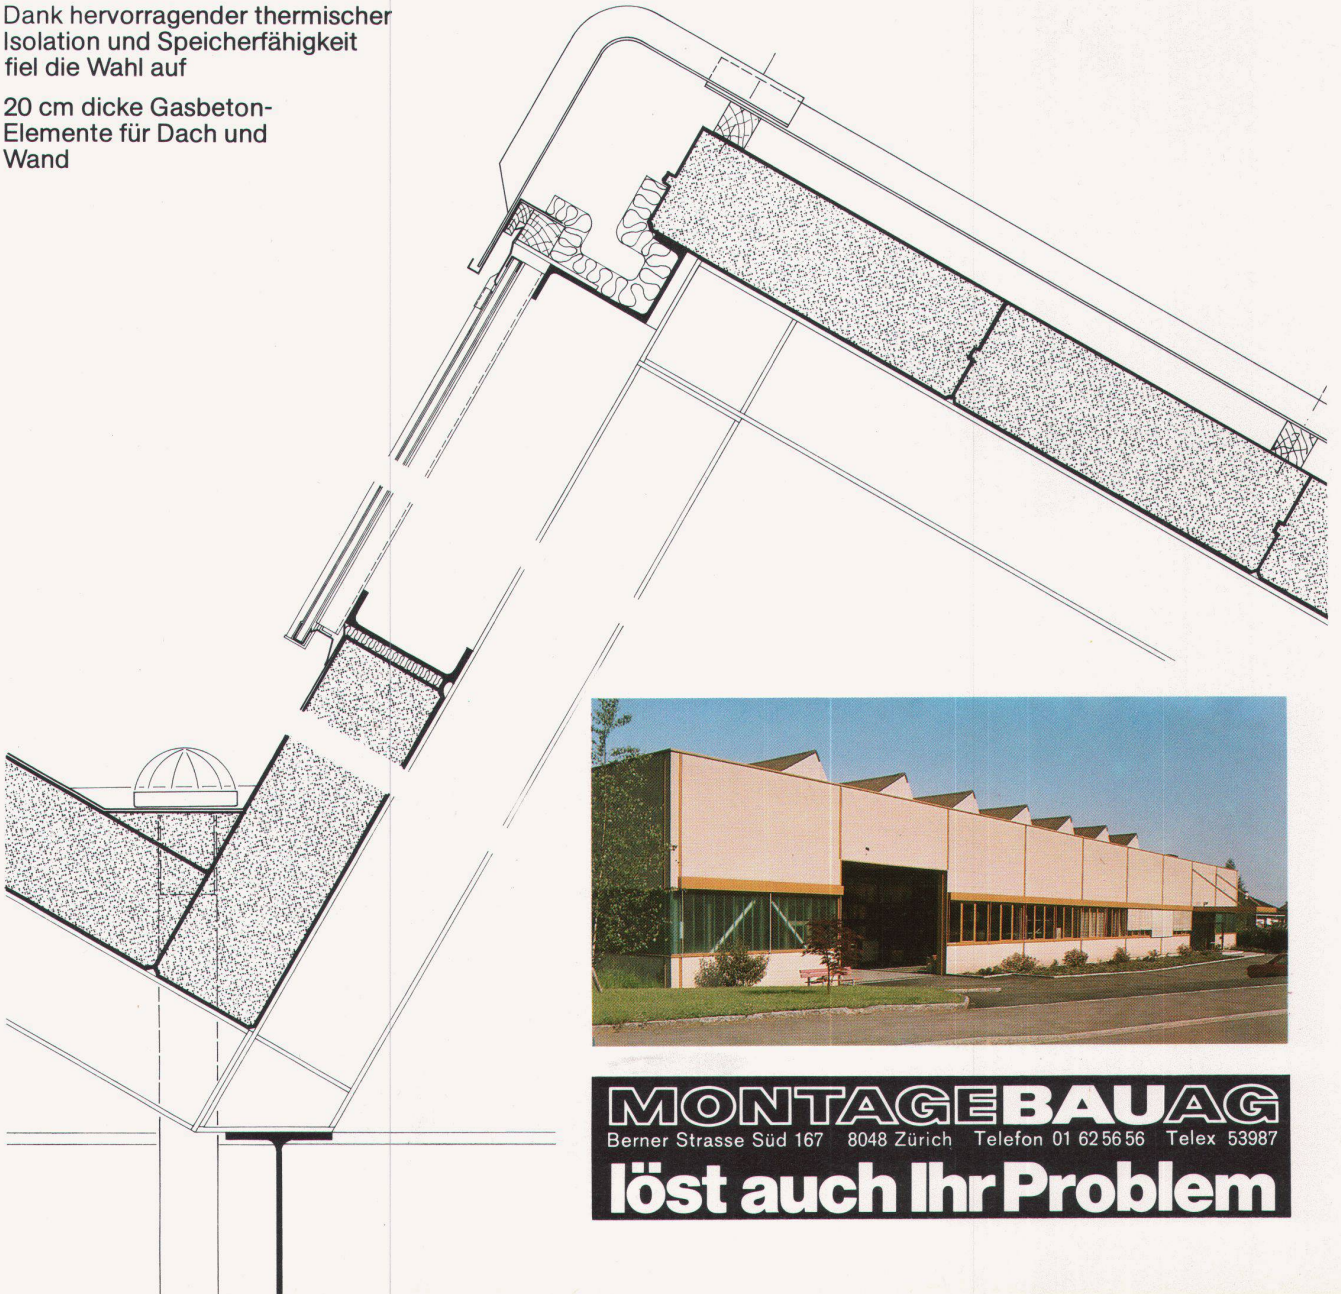 Dank hervorragender thermischer
Isolation und Speicherfähigkeit
fiel die Wahl auf
20 cm dicke Gasbeton-
Elemente für Dach und
Wand
MONTAGEBAUAG
Berner Strasse Süd 167 8048 Zürich Telefon 01 62 56 56 Telex 53987
löst auch Ihr Problem